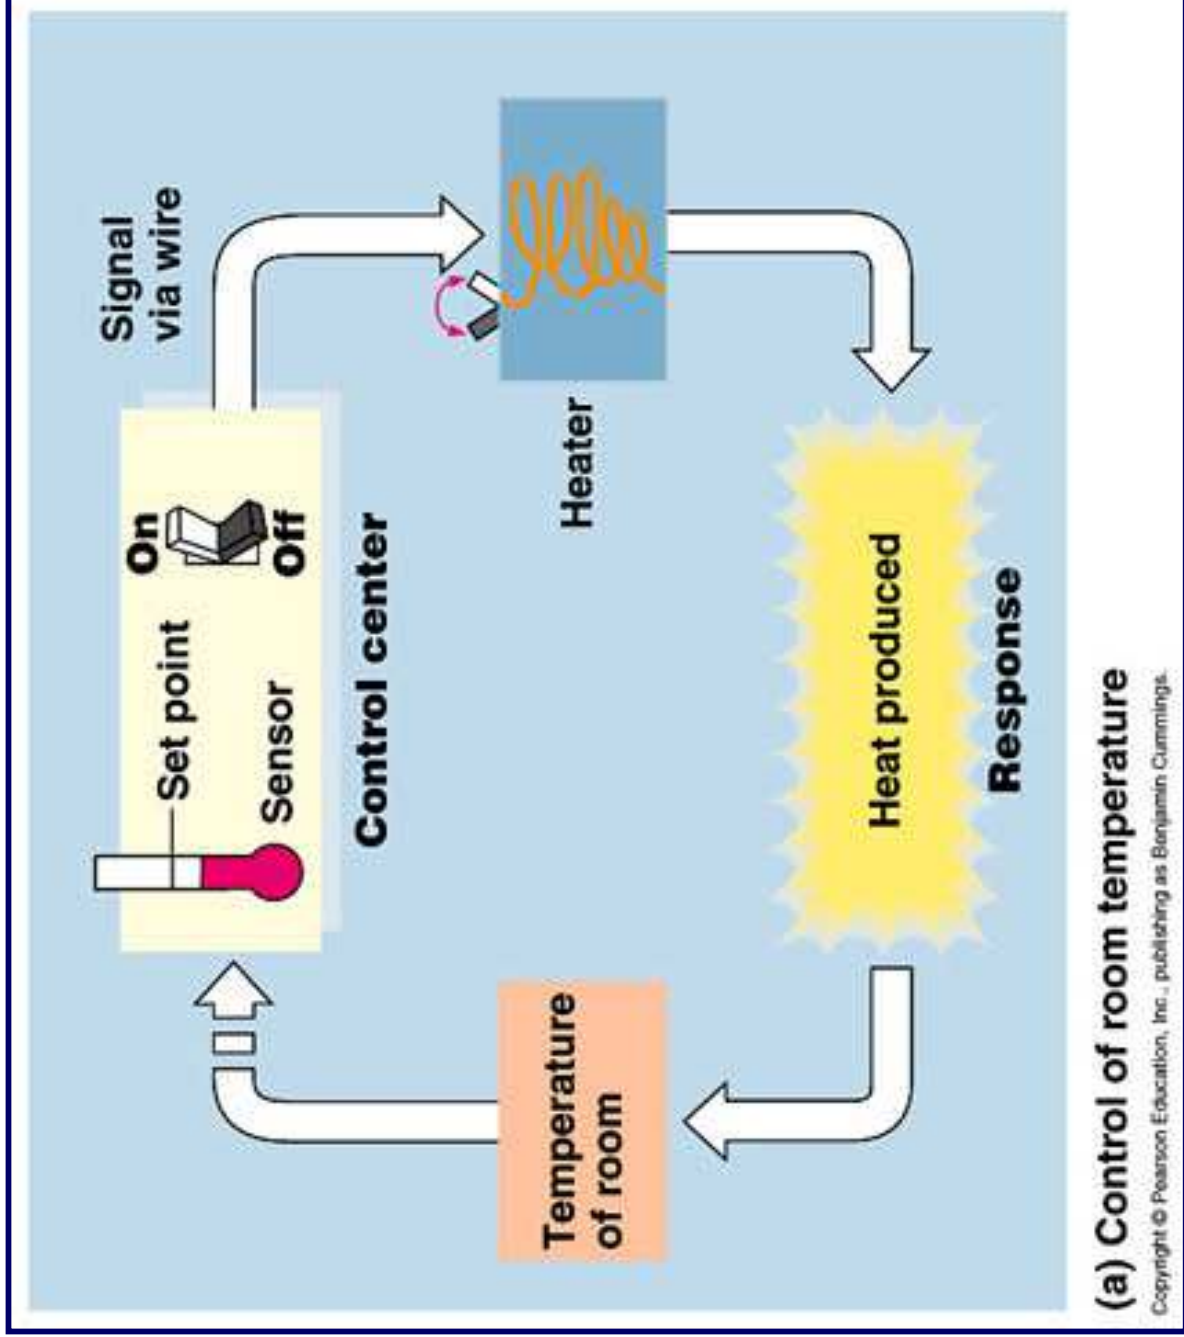 Signal
via wire
On
Off
Set point
Sensor
Control center
Heater
Heat produced
Response
Temperature
of room
(a) Control of room temperature
Copyright © Pearson Education, Inc., publishing as Benjamin Cummings.